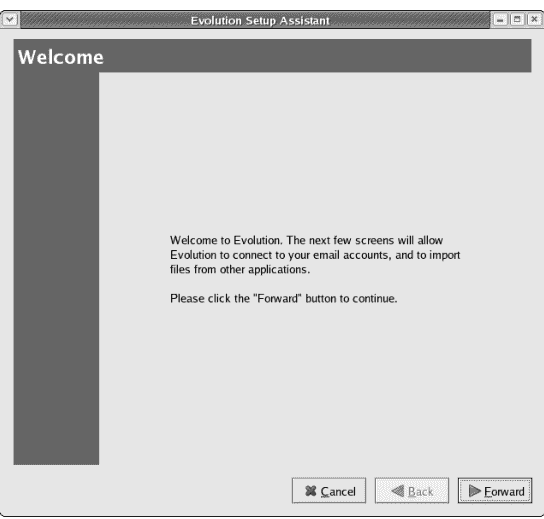 Evolution Setup Assistant
Welcome
Welcome to Evolution. The next few screens will allow
Evolution to connect to your email accounts, and to import
files from other applications.
Please click the "Forward" button to continue.
Cancel
Back
Forward